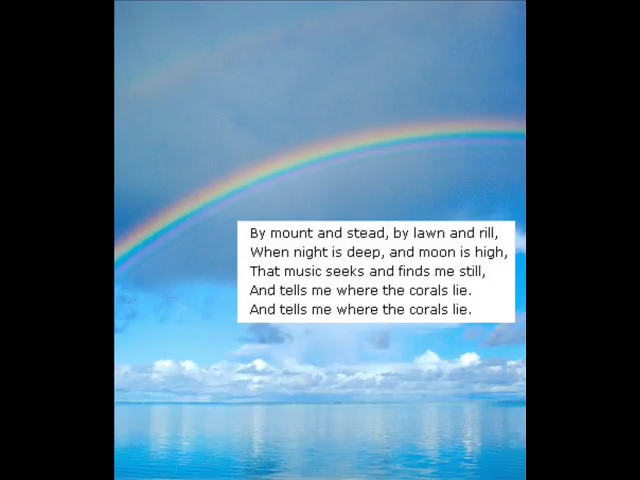 By mount and stead, by lawn and rill,
When night is deep, and moon is high,
That music seeks and finds me still,
And tells me where the corals lie.
And tells me where the corals lie.